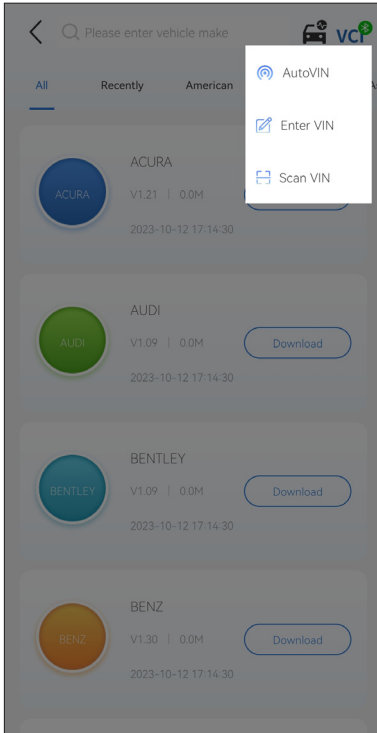 Please enter vehicle make
VCI
All
Recently
American
A
AutoVIN
Enter VIN
Scan VIN
ACURA
ACURA
V1.21 | 0.0M
2023-10-12 17:14:30
AUDI
AUDI
V1.09 | 0.0M
Download
2023-10-12 17:14:30
BENTLEY
BENTLEY
V1.09 | 0.0M
Download
2023-10-12 17:14:30
BENZ
BENZ
V1.30 | 0.0M
Download
2023-10-12 17:14:30